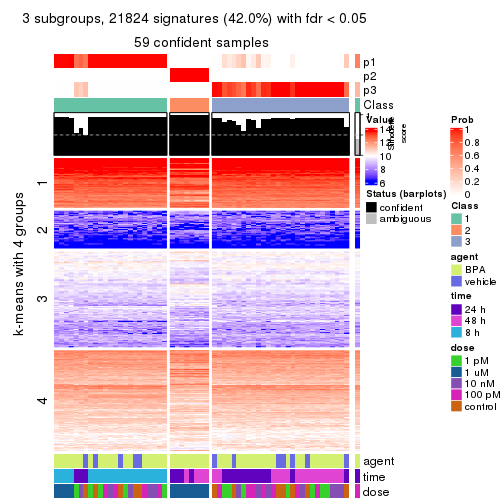 3 subgroups, 21824 signatures (42.0%) with fdr < 0.05
59 confident samples
p1
p2
p3
Class
k-means with 4 groups
1
2
3
4
agent
time
dose
Value
14
12
10
8
6
score
Status (barplots)
confident
ambiguous
Prob
1
0.8
0.6
0.4
0.2
0
Class
1
2
3
agent
BPA
vehicle
time
24 h
48 h
8 h
dose
1 pM
1 uM
10 nM
100 pM
control